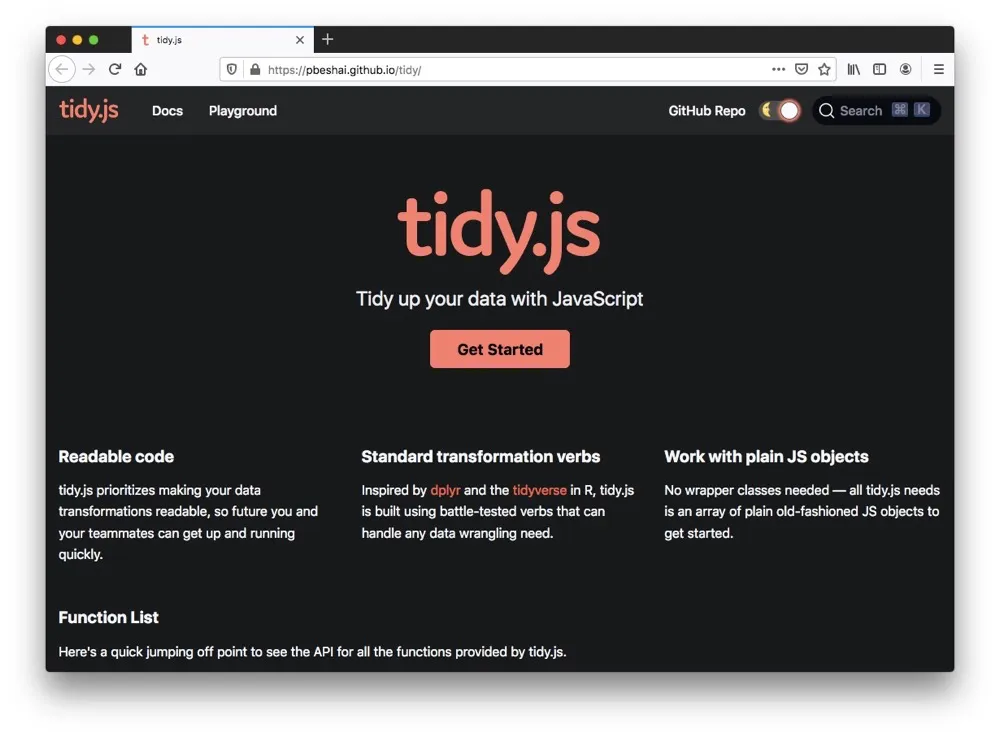 tidy.js
https://pbeshai.github.io/tidy/
tidy.js Docs Playground GitHub Repo Search ⌘ K
tidy.js
Tidy up your data with JavaScript
Get Started
Readable code
tidy.js prioritizes making your data
transformations readable, so future you and
your teammates can get up and running
quickly.
Standard transformation verbs
Inspired by dplyr and the tidyverse in R, tidy.js
is built using battle-tested verbs that can
handle any data wrangling need.
Work with plain JS objects
No wrapper classes needed — all tidy.js needs
is an array of plain old-fashioned JS objects to
get started.
Function List
Here's a quick jumping off point to see the API for all the functions provided by tidy.js.